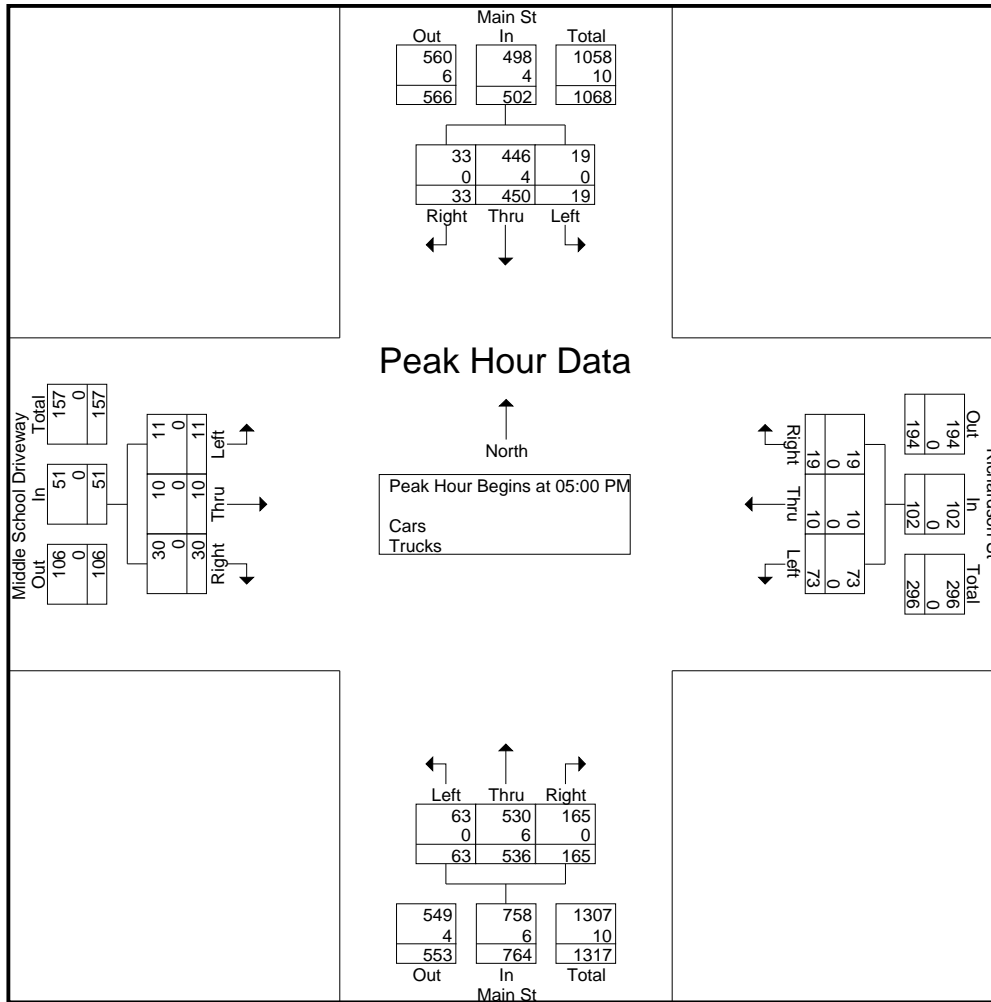 Main St
Out In Total
560 498 1058
6 4 10
566 502 1068
33 446 19
0 4 0
33 450 19
Right Thru Left
Peak Hour Data
North
Peak Hour Begins at 05:00 PM
Cars
Trucks
Middle School Driveway
Out In Total
106 51 157
0 0 0
106 51 157
30 10 11
0 0 0
30 10 11
Right Thru Left
Out In Total
194 102 296
0 0 0
194 102 296
19 10 73
0 0 0
19 10 73
Right Thru Left
Left Thru Right
63 530 165
0 6 0
63 536 165
549 758 1307
4 6 10
553 764 1317
Out In Total
Main St